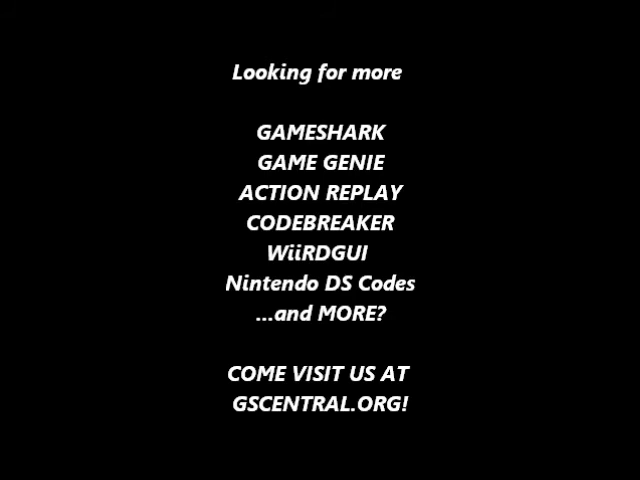 Looking for more
GAMESHARK
GAME GENIE
ACTION REPLAY
CODEBREAKER
WiiRDGUI
Nintendo DS Codes
...and MORE?
COME VISIT US AT
GSCENTRAL.ORG!